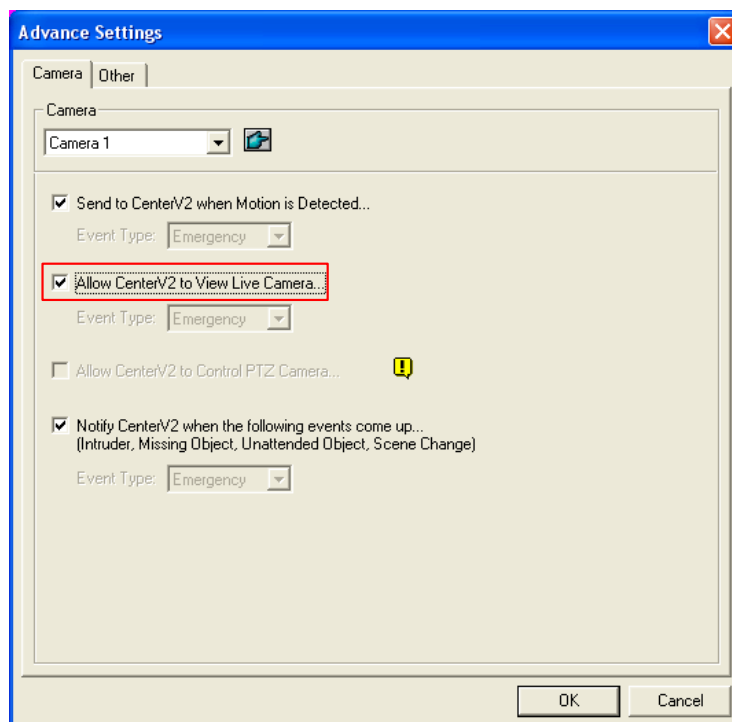 Advance Settings
Camera
Other
Camera
Camera 1
Send to CenterV2 when Motion is Detected...
Event Type: Emergency
Allow CenterV2 to View Live Camera...
Event Type: Emergency
Allow CenterV2 to Control PTZ Camera...
Notify CenterV2 when the following events come up...
(Intruder, Missing Object, Unattended Object, Scene Change)
Event Type: Emergency
OK
Cancel